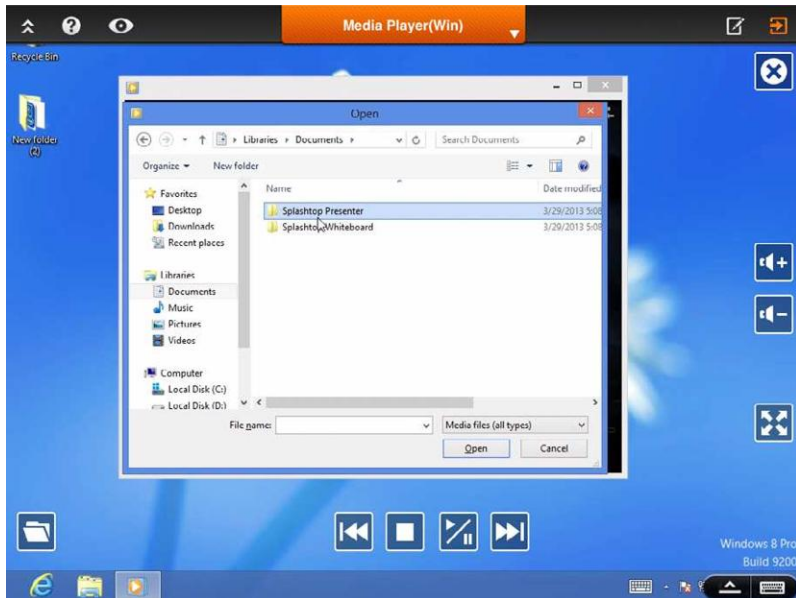 Media Player(Win)
Recycle Bin
New folder
(2)
Open
Libraries
Documents
Search Documents
Organize
New folder
Name
Date modified
Favorites
Desktop
Downloads
Recent places
Splashtop Presenter
3/29/2013 5:08
Splashtop Whiteboard
3/29/2013 5:08
Libraries
Documents
Music
Pictures
Videos
Computer
Local Disk (C:)
Local Disk (D:)
File name:
Media files (all types)
Open
Cancel
Windows 8 Pro
Build 9200